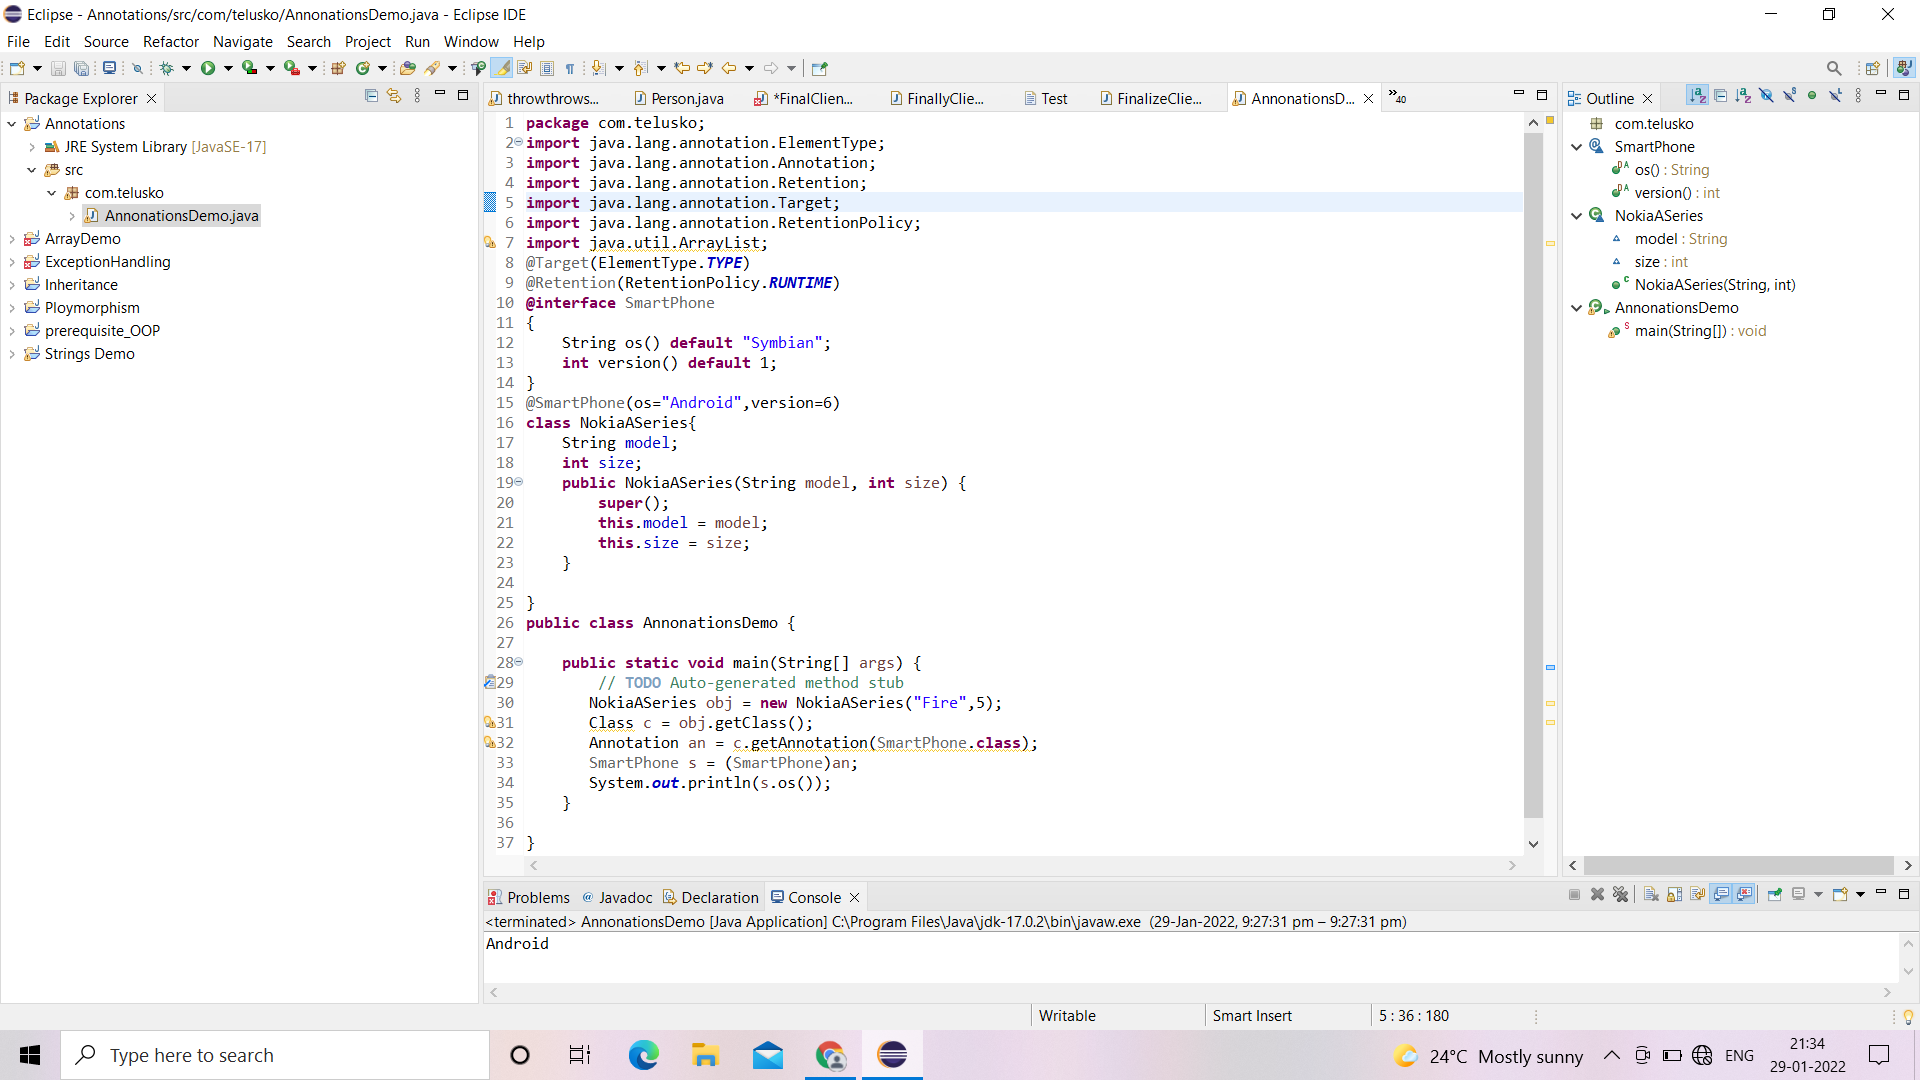 Eclipse - Annotations/src/com/telusko/AnnonationsDemo.java - Eclipse IDE
File Edit Source Refactor Navigate Search Project Run Window Help
Package Explorer
Annotations
JRE System Library [JavaSE-17]
src
com.telusko
AnnonationsDemo.java
ArrayDemo
ExceptionHandling
Inheritance
Ploymorphism
prerequisite_OOP
Strings Demo
throwthrows... Person.java *FinalClien... FinallyClie... Test FinalizeClie... AnnonationsD... »40
1 package com.telusko;
2 import java.lang.annotation.ElementType;
3 import java.lang.annotation.Annotation;
4 import java.lang.annotation.Retention;
5 import java.lang.annotation.Target;
6 import java.lang.annotation.RetentionPolicy;
7 import java.util.ArrayList;
8 @Target(ElementType.TYPE)
9 @Retention(RetentionPolicy.RUNTIME)
10 @interface SmartPhone
11 {
12 String os() default "Symbian";
13 int version() default 1;
14 }
15 @SmartPhone(os="Android",version=6)
16 class NokiaASeries{
17 String model;
18 int size;
19 public NokiaASeries(String model, int size) {
20 super();
21 this.model = model;
22 this.size = size;
23 }
24
25 }
26 public class AnnonationsDemo {
27
28 public static void main(String[] args) {
29 // TODO Auto-generated method stub
30 NokiaASeries obj = new NokiaASeries("Fire",5);
31 Class c = obj.getClass();
32 Annotation an = c.getAnnotation(SmartPhone.class);
33 SmartPhone s = (SmartPhone)an;
34 System.out.println(s.os());
35 }
36
37 }
Outline
com.telusko
SmartPhone
os() : String
version() : int
NokiaASeries
model : String
size : int
NokiaASeries(String, int)
AnnonationsDemo
main(String[]) : void
Problems Javadoc Declaration Console
<terminated> AnnonationsDemo [Java Application] C:\Program Files\Java\jdk-17.0.2\bin\javaw.exe (29-Jan-2022, 9:27:31 pm – 9:27:31 pm)
Android
Writable Smart Insert 5 : 36 : 180
Type here to search
24°C Mostly sunny
ENG
21:34
29-01-2022